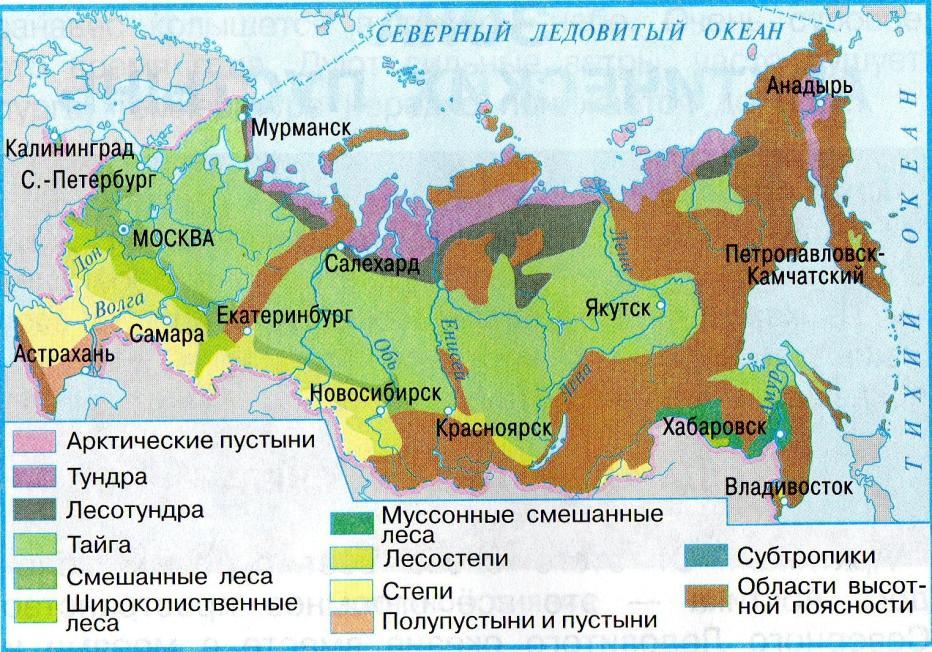 СЕВЕРНЫЙ ЛЕДОВИТЫЙ ОКЕАН
Анадырь
Мурманск
Калининград
С.-Петербург
МОСКВА
Дон
Салехард
Лена
Петропавловск-
Камчатский
ТИХИЙ ОКЕАН
Волга
Самара
Екатеринбург
Якутск
Астрахань
Обь
Енисей
Лена
Амур
Новосибирск
Красноярск
Хабаровск
Владивосток
Арктические пустыни
Тундра
Лесотундра
Тайга
Смешанные леса
Широколиственные
леса
Муссонные смешанные
леса
Лесостепи
Степи
Полупустыни и пустыни
Субтропики
Области высот-
ной поясности